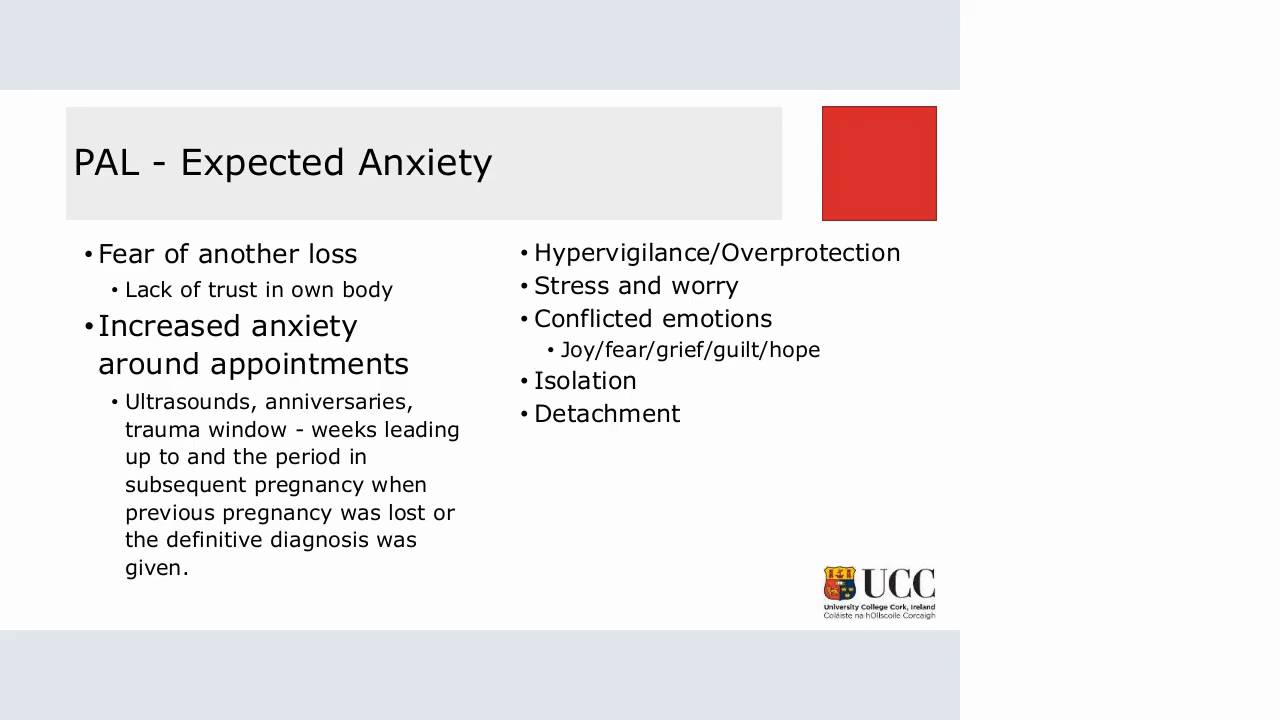 PAL - Expected Anxiety
• Fear of another loss
• Lack of trust in own body
• Increased anxiety
around appointments
• Ultrasounds, anniversaries,
trauma window - weeks leading
up to and the period in
subsequent pregnancy when
previous pregnancy was lost or
the definitive diagnosis was
given.
• Hypervigilance/Overprotection
• Stress and worry
• Conflicted emotions
• Joy/fear/grief/guilt/hope
• Isolation
• Detachment
UCC
University College Cork, Ireland
Coláiste na hOllscoile Corcaigh